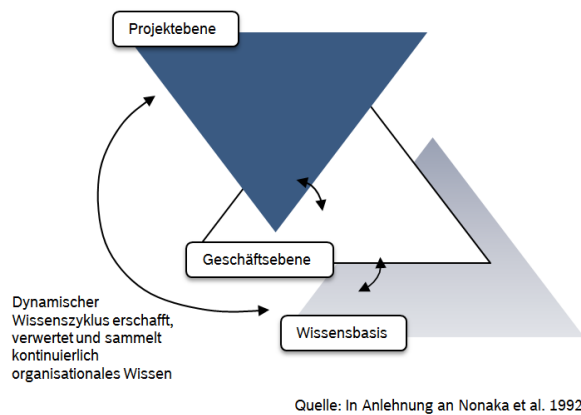 Projektebene
Geschäftsebene
Dynamischer
Wissenszyklus erschafft,
verwertet und sammelt
kontinuierlich
organisationales Wissen
Wissensbasis
Quelle: In Anlehnung an Nonaka et al. 1992